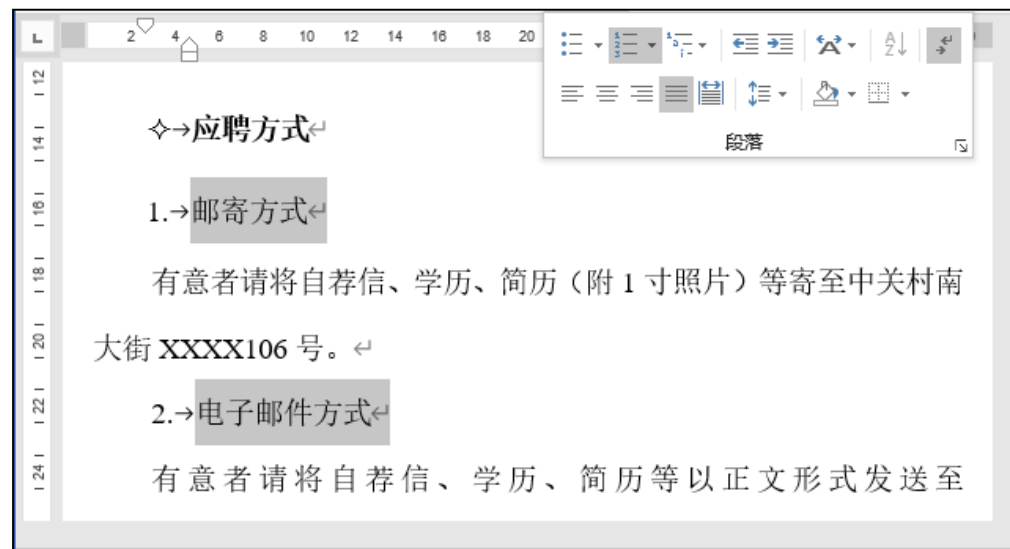 2 4 6 8 10 12 14 16 18 20
段落
12
14
16
18
20
22
24
✧→应聘方式↵
1.→邮寄方式↵
有意者请将自荐信、学历、简历（附 1 寸照片）等寄至中关村南
大街 XXXX106 号。↵
2.→电子邮件方式↵
有意者请将自荐信、学历、简历等以正文形式发送至